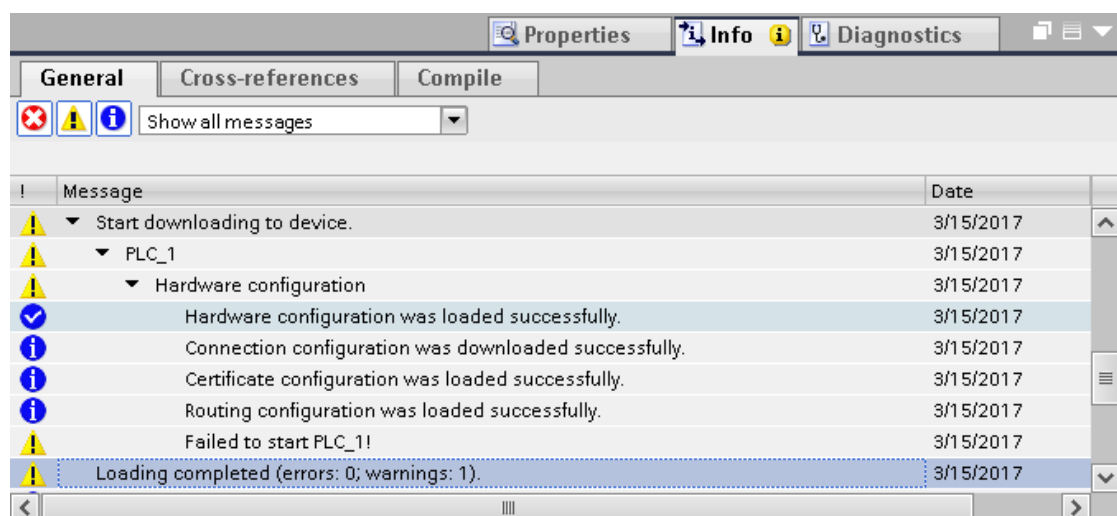 Properties Info Diagnostics
General Cross-references Compile
Show all messages
! Message Date
Start downloading to device. 3/15/2017
PLC_1 3/15/2017
Hardware configuration 3/15/2017
Hardware configuration was loaded successfully. 3/15/2017
Connection configuration was downloaded successfully. 3/15/2017
Certificate configuration was loaded successfully. 3/15/2017
Routing configuration was loaded successfully. 3/15/2017
Failed to start PLC_1! 3/15/2017
Loading completed (errors: 0; warnings: 1). 3/15/2017